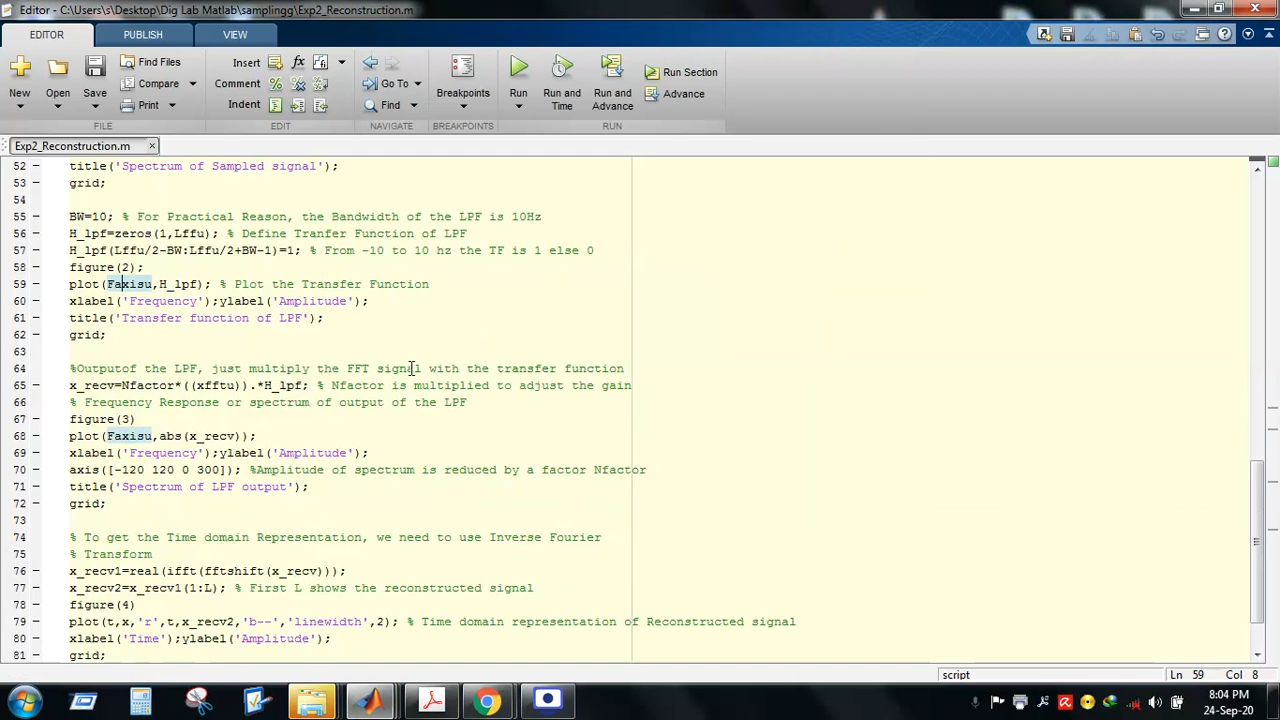 Editor - C:\Users\s\Desktop\Dig Lab Matlab\samplingg\Exp2_Reconstruction.m
EDITOR PUBLISH VIEW
New Open Save Find Files Compare Print
Insert fx Comment Indent
Go To Find
Breakpoints
Run Run and Time Run and Advance Run Section Advance
FILE EDIT NAVIGATE BREAKPOINTS RUN
Exp2_Reconstruction.m
52 title('Spectrum of Sampled signal');
53 grid;
54
55 BW=10; % For Practical Reason, the Bandwidth of the LPF is 10Hz
56 H_lpf=zeros(1,Lffu); % Define Tranfer Function of LPF
57 H_lpf(Lffu/2-BW:Lffu/2+BW-1)=1; % From -10 to 10 hz the TF is 1 else 0
58 figure(2);
59 plot(Faxisu,H_lpf); % Plot the Transfer Function
60 xlabel('Frequency');ylabel('Amplitude');
61 title('Transfer function of LPF');
62 grid;
63
64 %Outputof the LPF, just multiply the FFT signal with the transfer function
65 x_recv=Nfactor*((xfftu)).*H_lpf; % Nfactor is multiplied to adjust the gain
66 % Frequency Response or spectrum of output of the LPF
67 figure(3)
68 plot(Faxisu,abs(x_recv));
69 xlabel('Frequency');ylabel('Amplitude');
70 axis([-120 120 0 300]); %Amplitude of spectrum is reduced by a factor Nfactor
71 title('Spectrum of LPF output');
72 grid;
73
74 % To get the Time domain Representation, we need to use Inverse Fourier
75 % Transform
76 x_recv1=real(ifft(fftshift(x_recv)));
77 x_recv2=x_recv1(1:L); % First L shows the reconstructed signal
78 figure(4)
79 plot(t,x,'r',t,x_recv2,'b--','linewidth',2); % Time domain representation of Reconstructed signal
80 xlabel('Time');ylabel('Amplitude');
81 grid;
script Ln 59 Col 8
8:04 PM
24-Sep-20